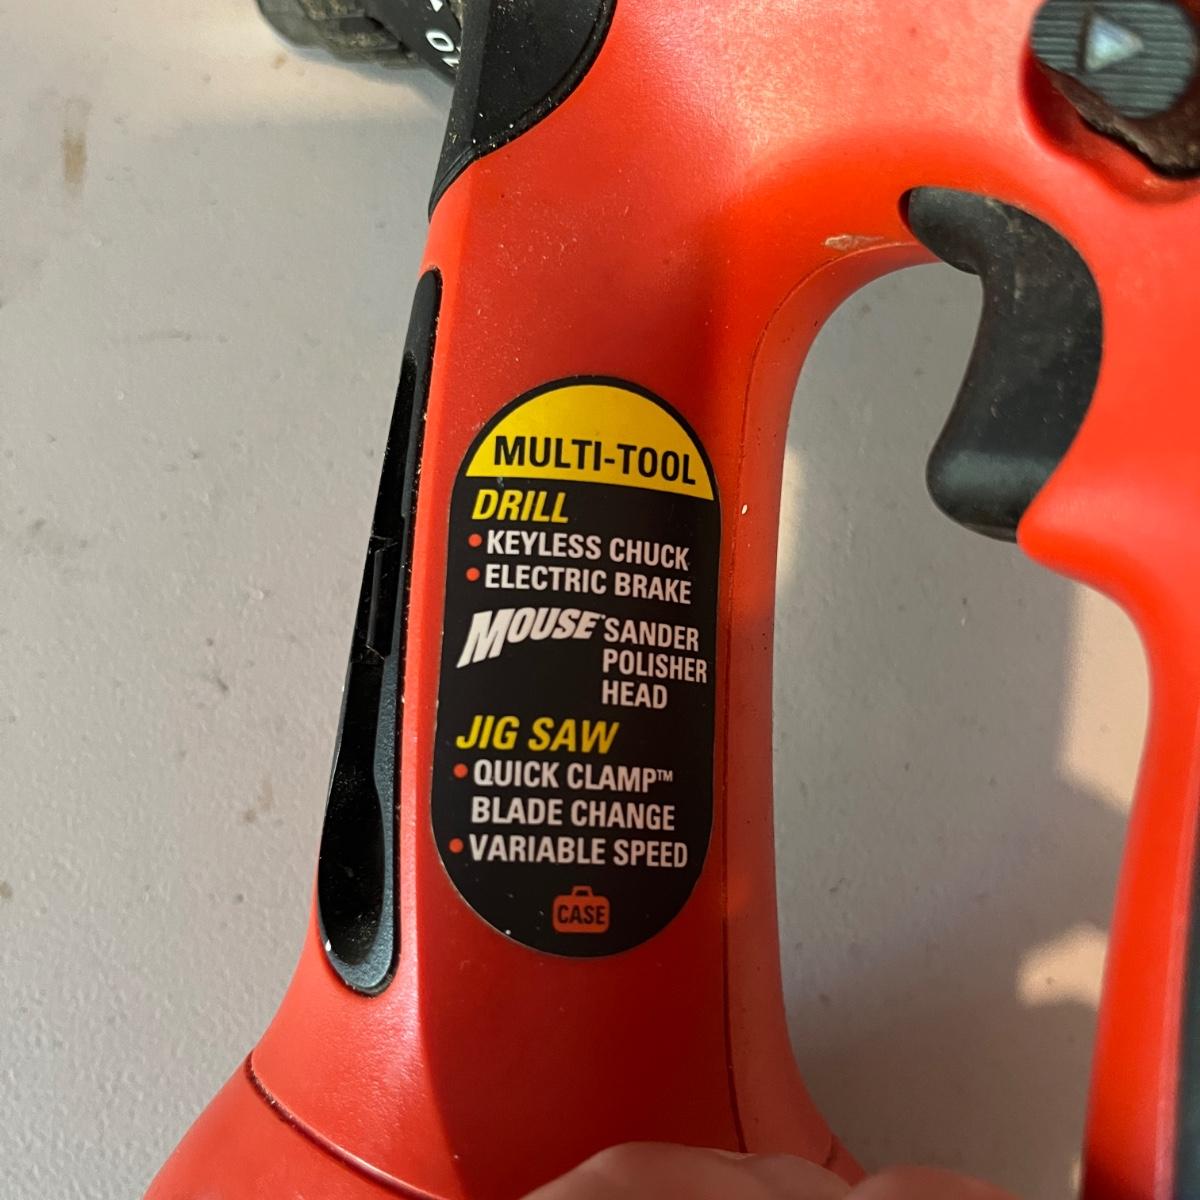 MULTI-TOOL
DRILL
• KEYLESS CHUCK
• ELECTRIC BRAKE
MOUSE™ SANDER
POLISHER
HEAD
JIG SAW
• QUICK CLAMP™
BLADE CHANGE
• VARIABLE SPEED
CASE